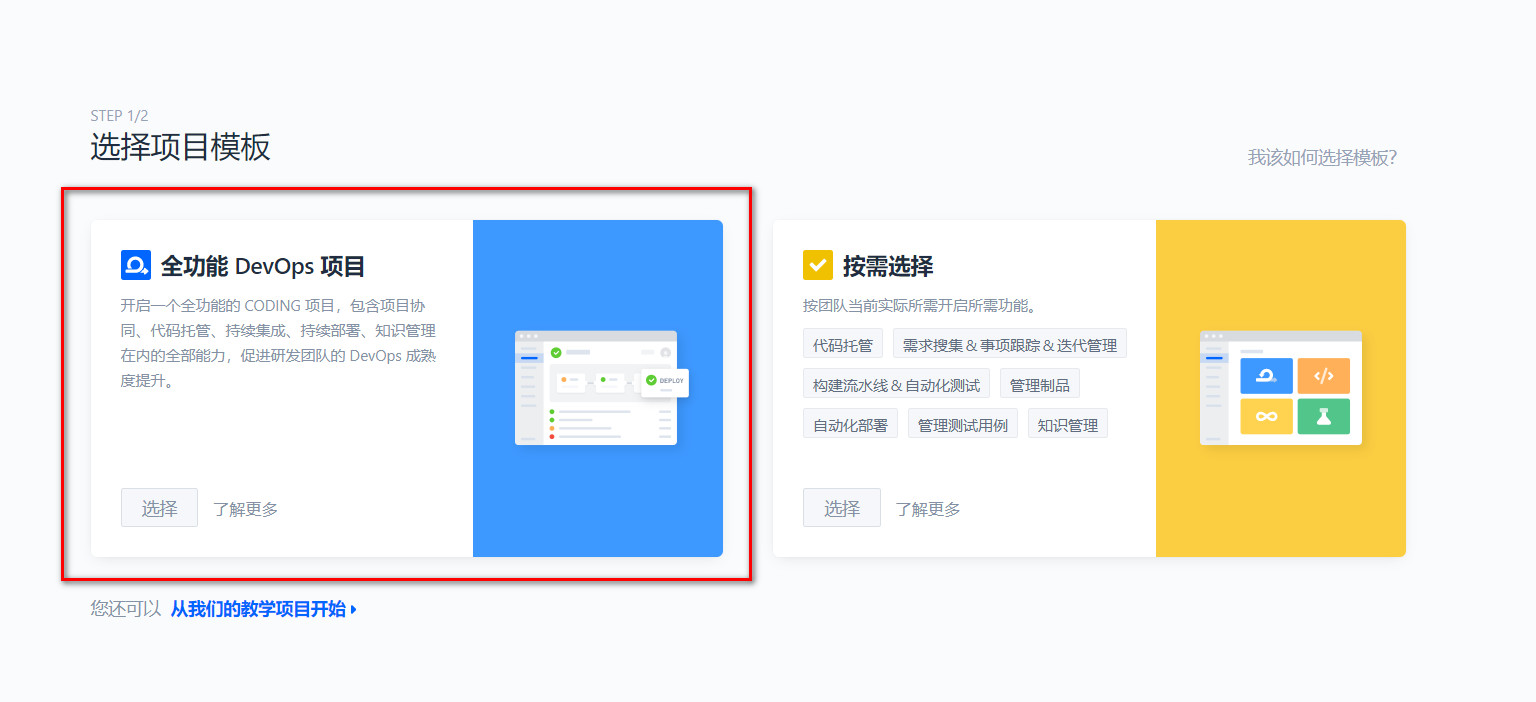 STEP 1/2
选择项目模板
我该如何选择模板?
全功能 DevOps 项目
开启一个全功能的 CODING 项目，包含项目协
同、代码托管、持续集成、持续部署、知识管理
在内的全部能力，促进研发团队的 DevOps 成熟
度提升。
DEPLOY
选择 了解更多
按需选择
按团队当前实际所需开启所需功能。
代码托管 需求搜集 & 事项跟踪 & 迭代管理
构建流水线 & 自动化测试 管理制品
自动化部署 管理测试用例 知识管理
选择 了解更多
您还可以 从我们的教学项目开始